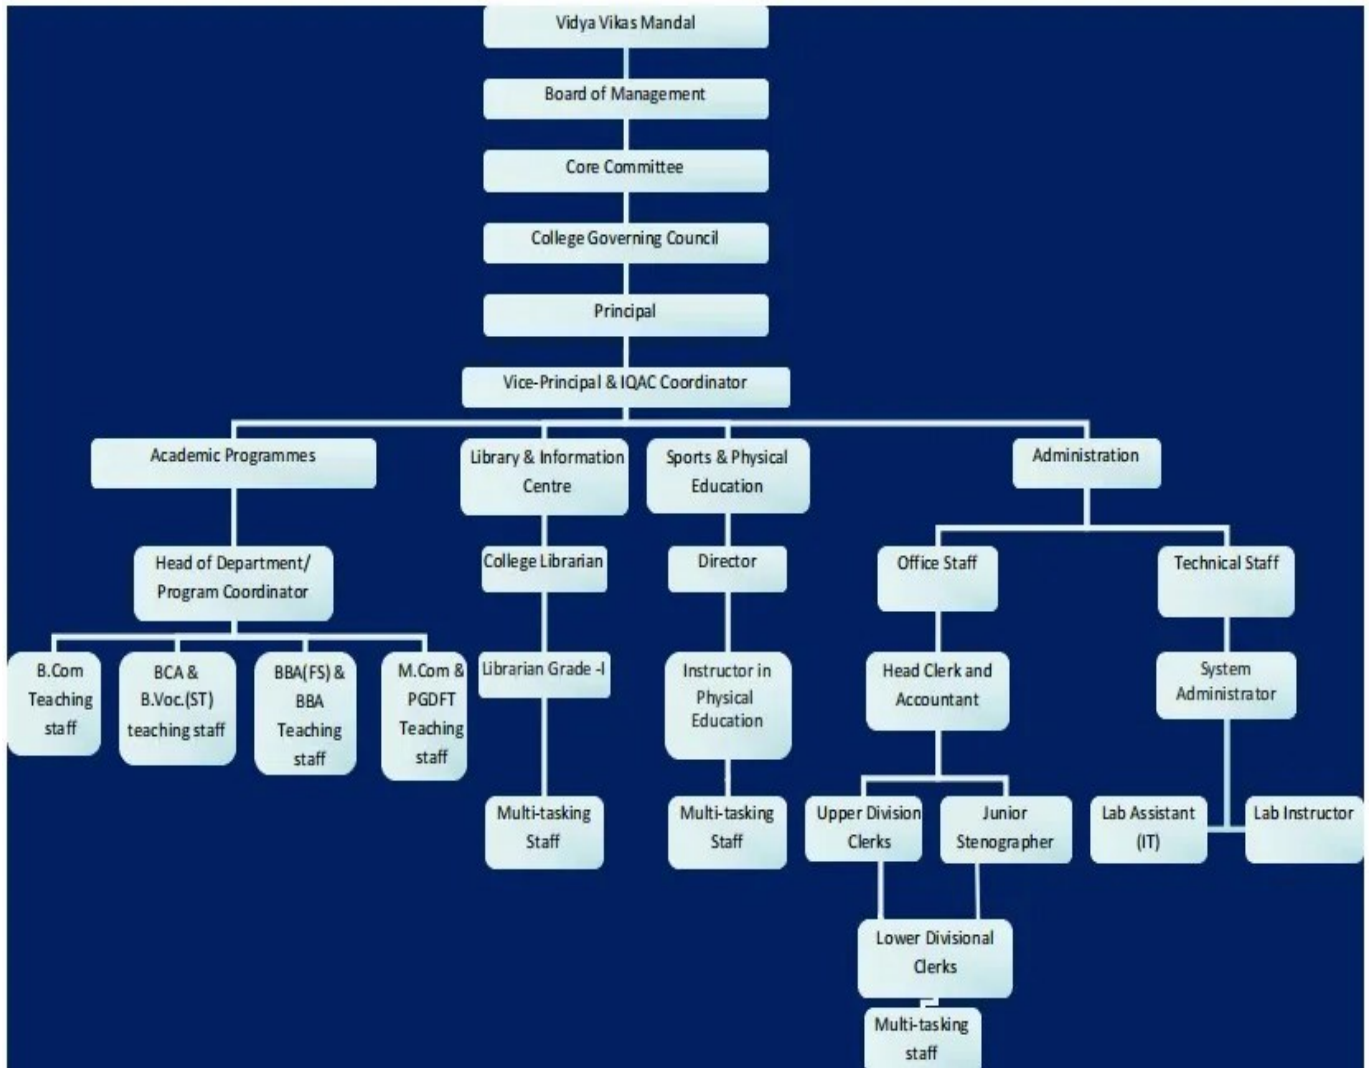 Vidya Vikas Mandal
Board of Management
Core Committee
College Governing Council
Principal
Vice-Principal & IQAC Coordinator
Academic Programmes
Library & Information
Centre
Sports & Physical
Education
Administration
Head of Department/
Program Coordinator
College Librarian
Director
Office Staff
Technical Staff
B.Com
Teaching
staff
BCA &
B.Voc.(ST)
teaching staff
BBA(FS) &
BBA
Teaching
staff
M.Com &
PGDFT
Teaching
staff
Librarian Grade -I
Instructor in
Physical
Education
Head Clerk and
Accountant
System
Administrator
Multi-tasking
Staff
Multi-tasking
Staff
Upper Division
Clerks
Junior
Stenographer
Lab Assistant
(IT)
Lab Instructor
Lower Divisional
Clerks
Multi-tasking
staff